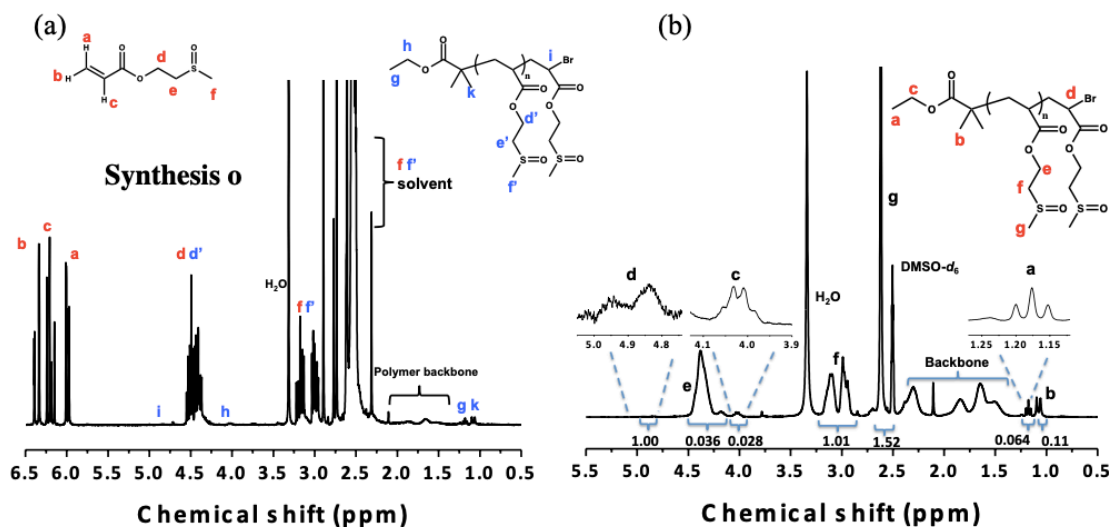 (a)
a
H
b
H
H
c
O
O
d
e
S
O
f
h
g
O
O
k
n
i
Br
O
O
O
O
d'
e'
S=O
S=O
f'
Synthesis o
f f'
solvent
b
c
a
d d'
H2O
f f'
Polymer backbone
i
h
g k
6.5 6.0 5.5 5.0 4.5 4.0 3.5 3.0 2.5 2.0 1.5 1.0 0.5
Chemical shift (ppm)
(b)
c
a
O
O
b
n
d
Br
O
O
O
O
e
f
S=O
S=O
g
g
DMSO-d6
H2O
d
c
a
5.0 4.9 4.8
4.1 4.0 3.9
1.20 1.15
e
f
Backbone
b
1.00
0.036
0.028
1.01
1.52
0.064
0.11
5.5 5.0 4.5 4.0 3.5 3.0 2.5 2.0 1.5 1.0 0.5
Chemical shift (ppm)